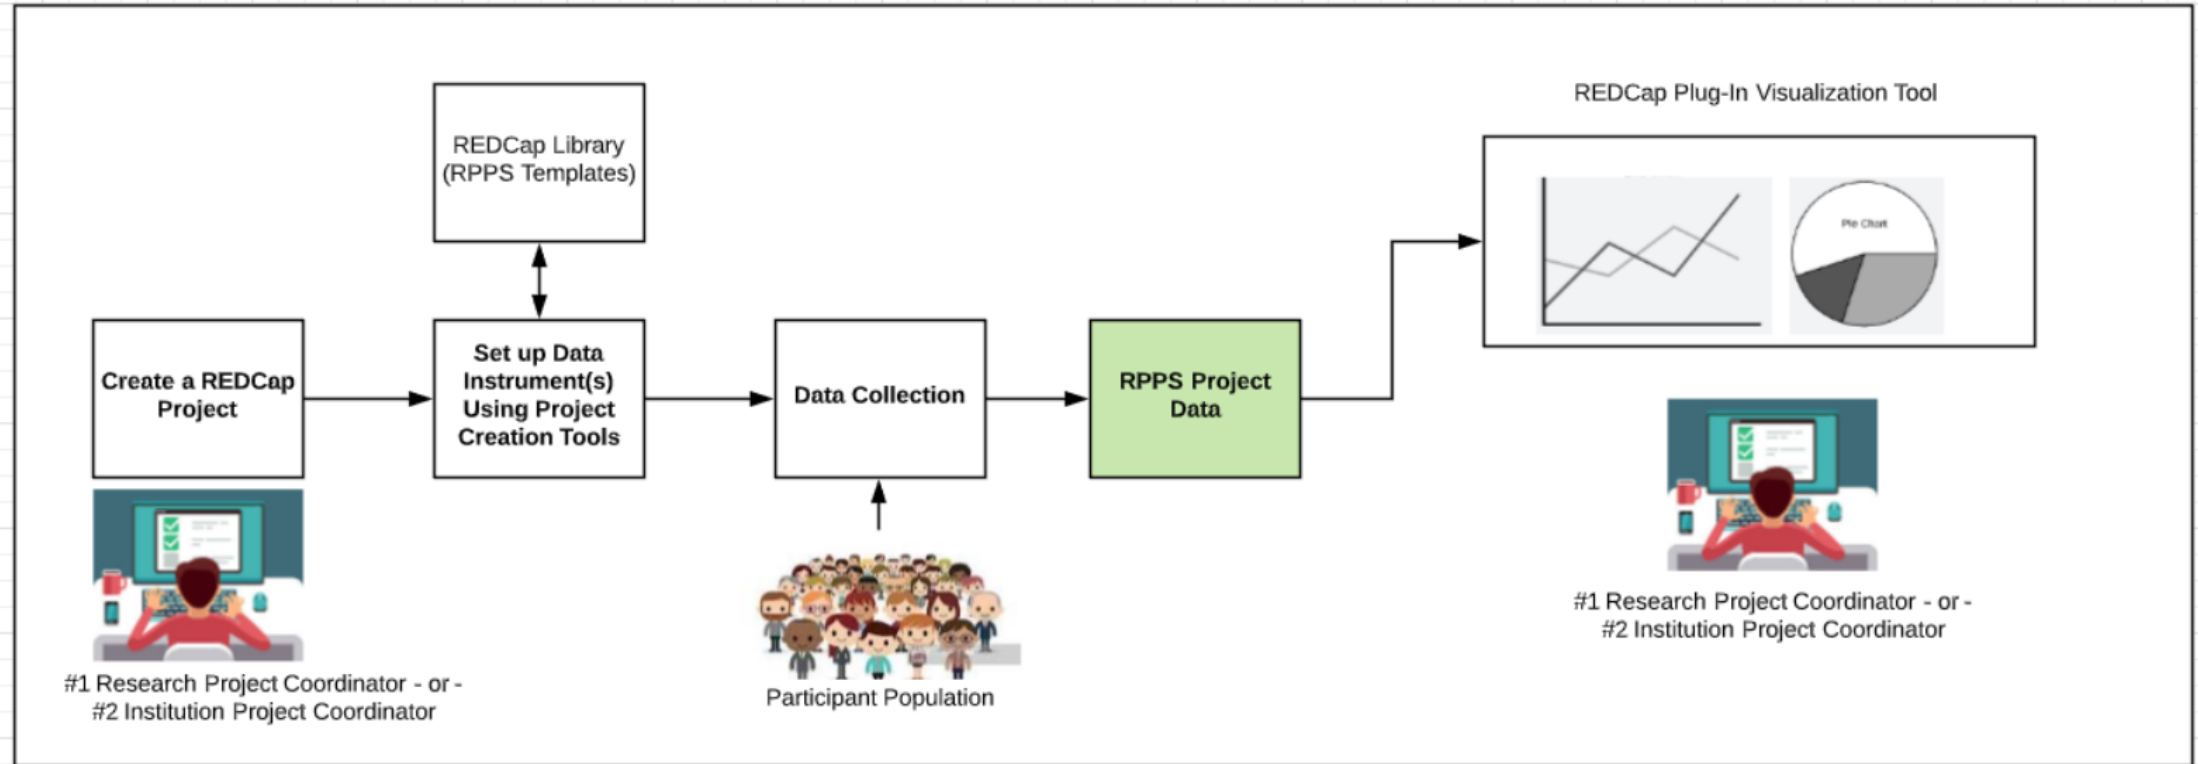 REDCap Plug-In Visualization Tool
REDCap Library
(RPPS Templates)
Pie Chart
Create a REDCap
Project
Set up Data
Instrument(s)
Using Project
Creation Tools
Data Collection
RPPS Project
Data
#1 Research Project Coordinator - or -
#2 Institution Project Coordinator
Participant Population
#1 Research Project Coordinator - or -
#2 Institution Project Coordinator